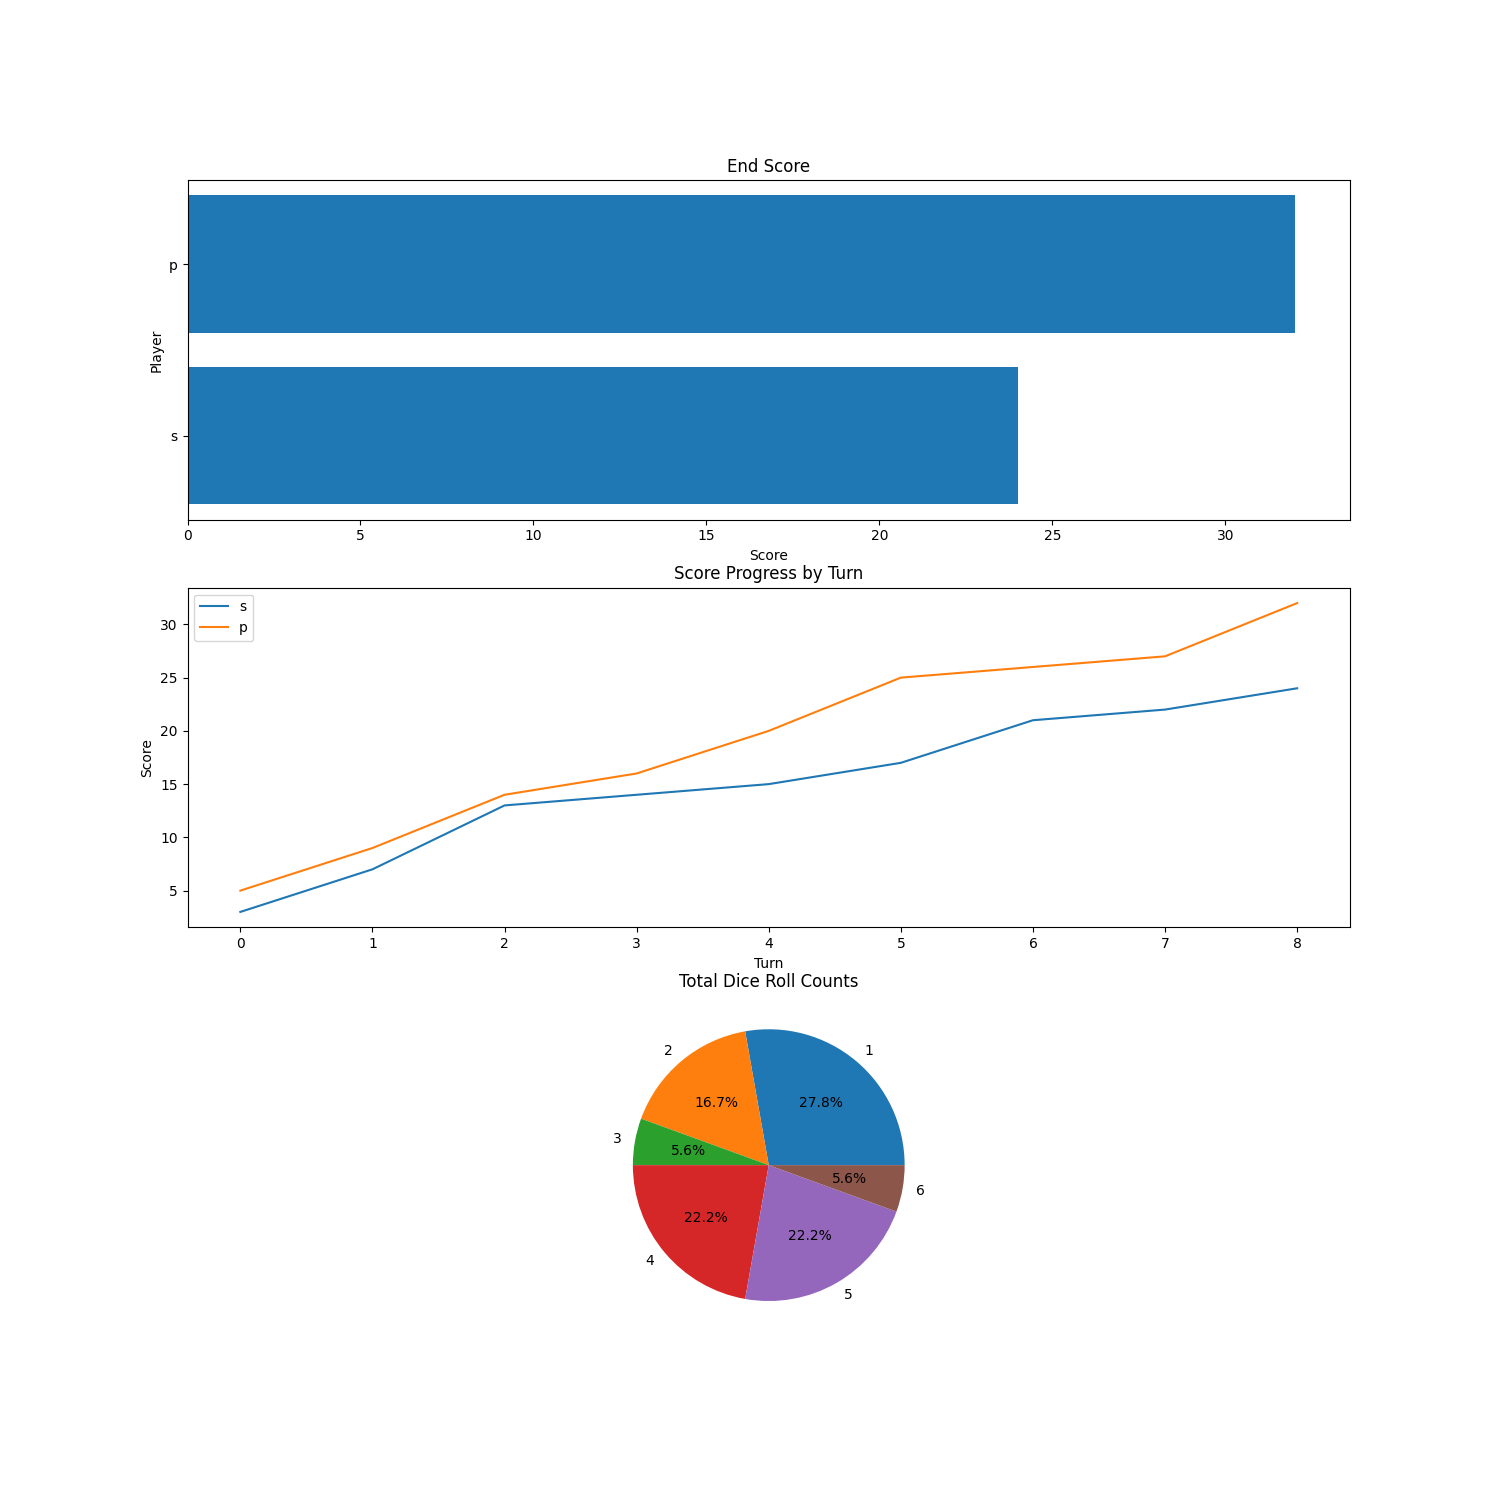 End Score
Player
p
s
0 5 10 15 20 25 30
Score
Score Progress by Turn
s
p
Score
30
25
20
15
10
5
0 1 2 3 4 5 6 7 8
Turn
Total Dice Roll Counts
2 1
16.7% 27.8%
3 5.6%
5.6% 6
22.2% 22.2%
4
5